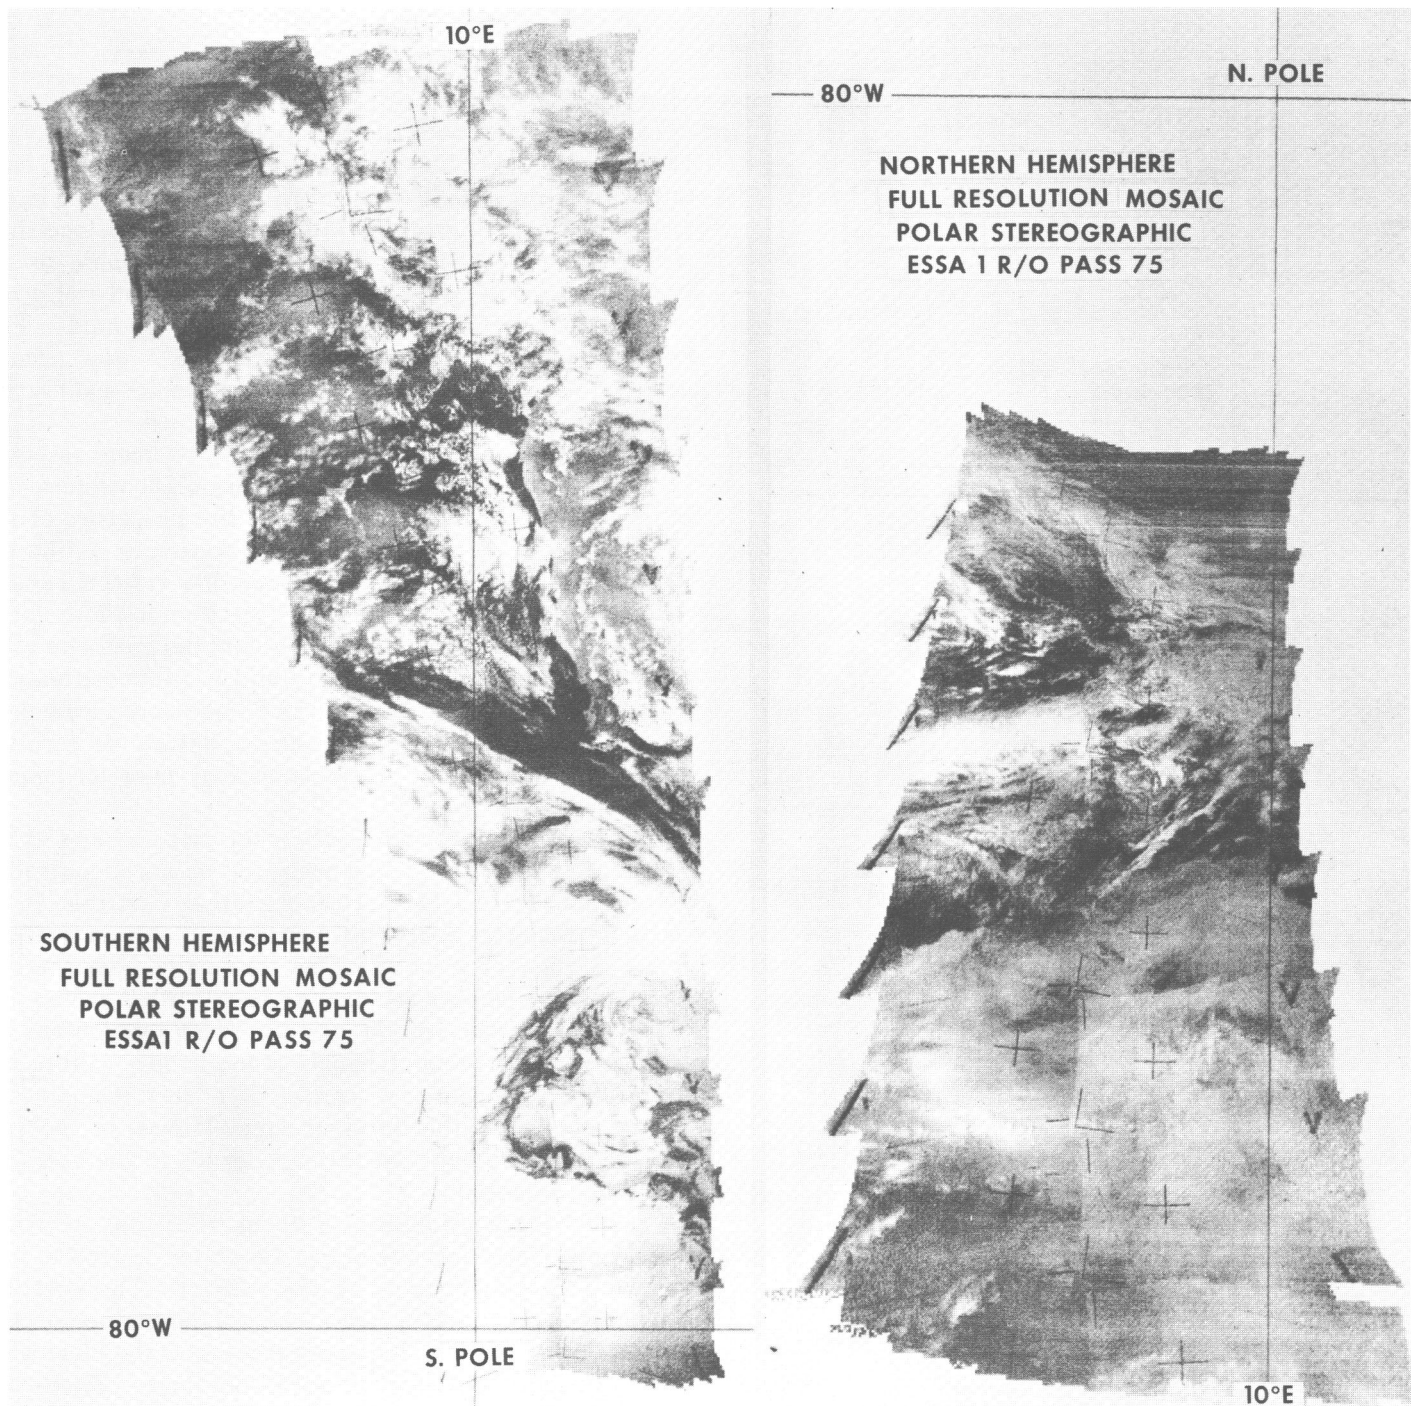 10°E
SOUTHERN HEMISPHERE
FULL RESOLUTION MOSAIC
POLAR STEREOGRAPHIC
ESSA1 R/O PASS 75
80°W
S. POLE
N. POLE
80°W
NORTHERN HEMISPHERE
FULL RESOLUTION MOSAIC
POLAR STEREOGRAPHIC
ESSA 1 R/O PASS 75
10°E